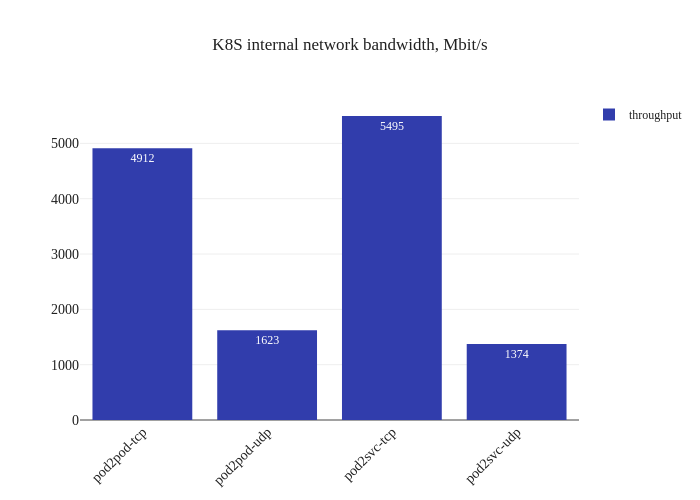 K8S internal network bandwidth, Mbit/s
throughput
5000
4000
3000
2000
1000
0
4912
1623
5495
1374
pod2pod-tcp
pod2pod-udp
pod2svc-tcp
pod2svc-udp